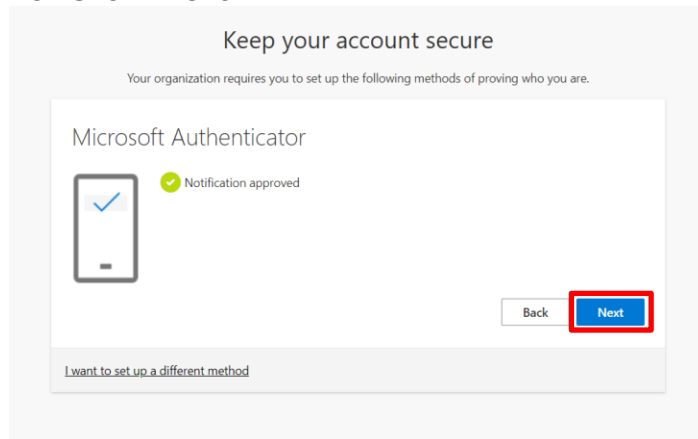 Keep your account secure
Your organization requires you to set up the following methods of proving who you are.
Microsoft Authenticator
Notification approved
Back
Next
I want to set up a different method